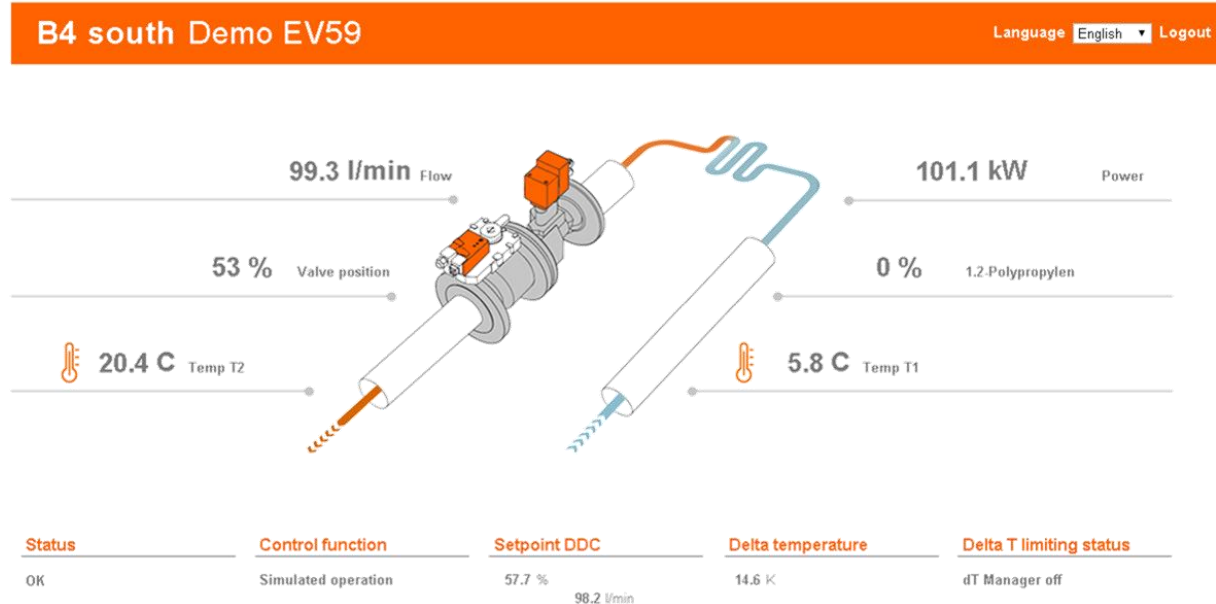 B4 south Demo EV59
Language English Logout
99.3 l/min Flow
101.1 kW Power
53 % Valve position
0 % 1.2-Polypropylen
20.4 C Temp T2
5.8 C Temp T1
Status Control function Setpoint DDC Delta temperature Delta T limiting status
OK Simulated operation 57.7 % 14.6 K dT Manager off
98.2 l/min